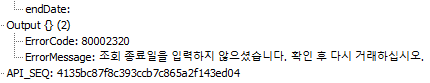 endDate:
Output {} (2)
ErrorCode: 80002320
ErrorMessage: 조회 종료일을 입력하지 않으셨습니다. 확인 후 다시 거래하십시오.
API_SEQ: 4135bc87f8c393ccb7c865a2f143ed04